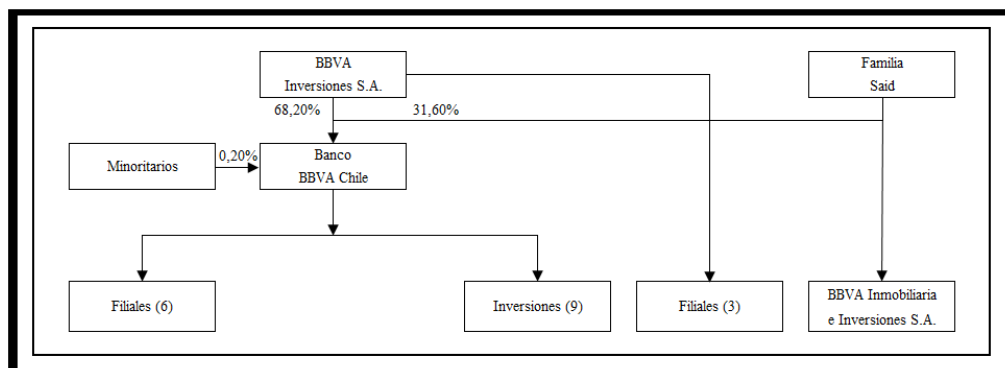 BBVA
Inversiones S.A.
Familia
Said
68,20%
31,60%
Minoritarios
0,20%
Banco
BBVA Chile
Filiales (6)
Inversiones (9)
Filiales (3)
BBVA Inmobiliaria
e Inversiones S.A.